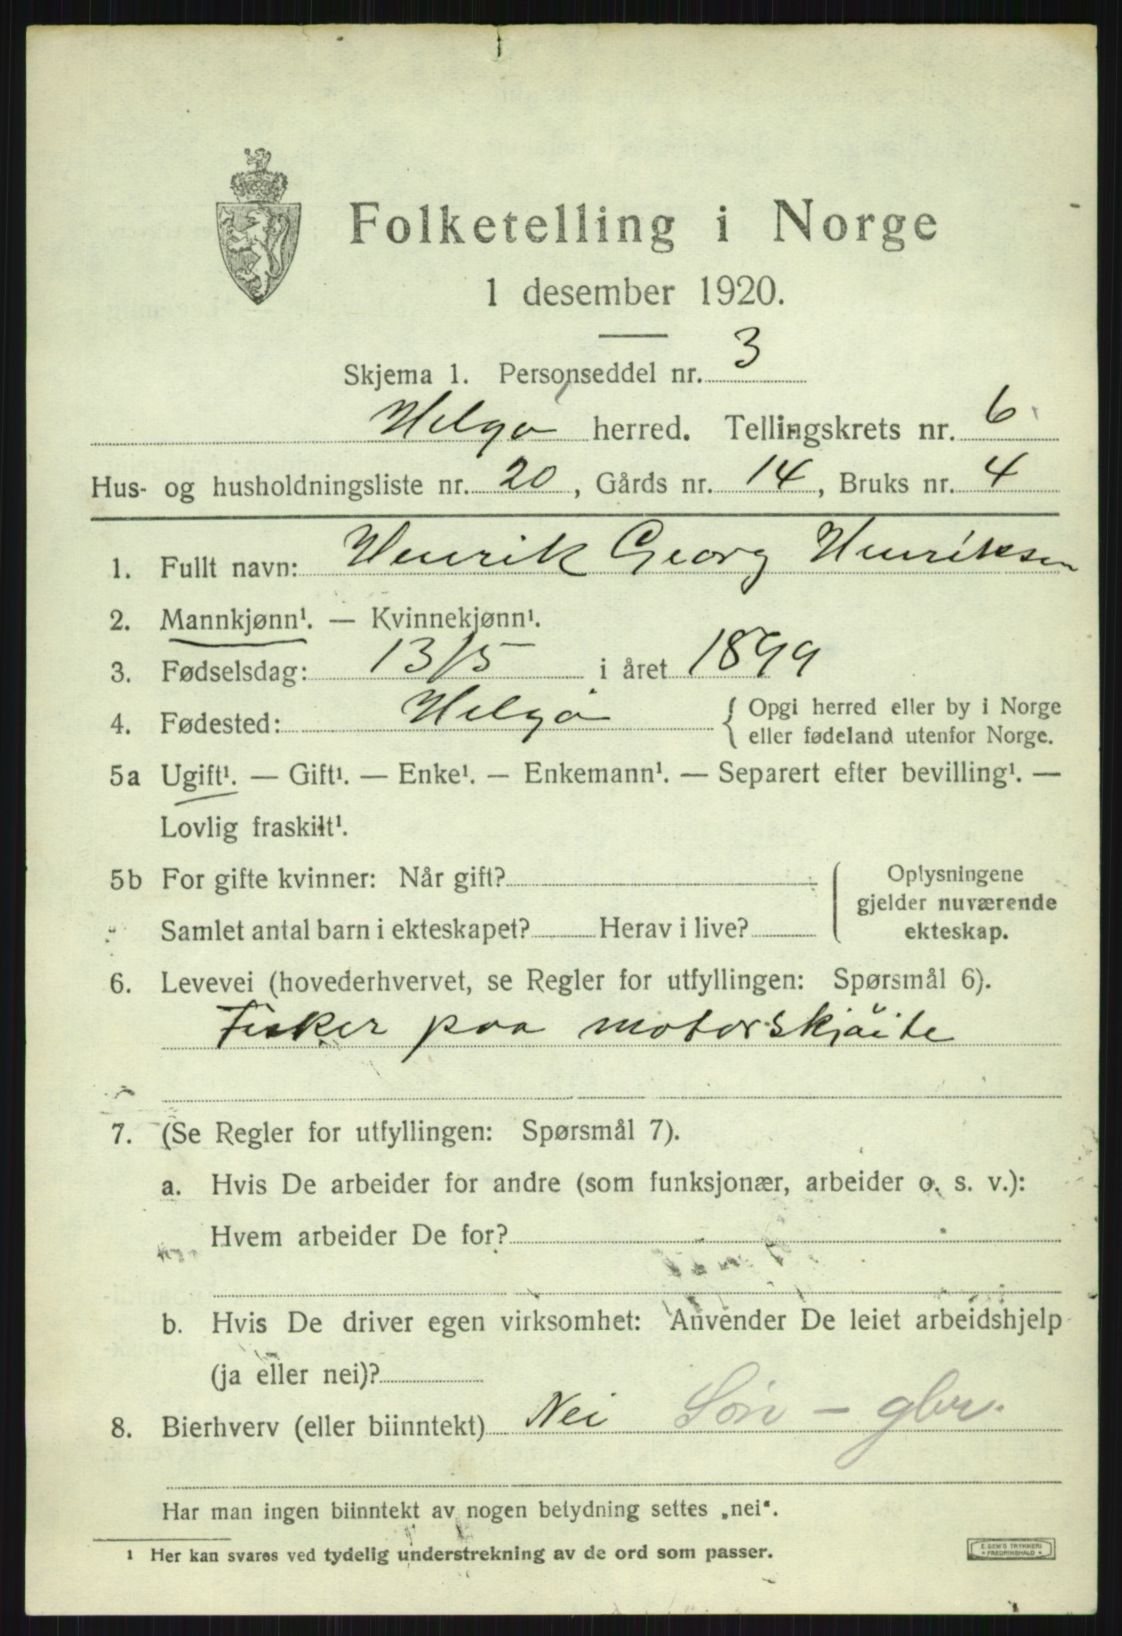 Folketelling i Norge
1 desember 1920.
Skjema 1. Personseddel nr. 3
Helgø herred. Tellingskrets nr. 6
Hus- og husholdningsliste nr. 20, Gårds nr. 14, Bruks nr. 4
1. Fullt navn: Henrik Georg Henriksen
2. Mannkjønn¹. — Kvinnekjønn¹.
3. Fødselsdag: 13/5 i året 1899
4. Fødested: Helgø { Opgi herred eller by i Norge
eller fødeland utenfor Norge.
5a Ugift¹. — Gift¹. — Enke¹. — Enkemann¹. — Separert efter bevilling¹. —
Lovlig fraskilt¹.
5b For gifte kvinner: Når gift? Oplysningene
gjelder nuværende
Samlet antal barn i ekteskapet? Herav i live? ekteskap.
6. Levevei (hovederhvervet, se Regler for utfyllingen: Spørsmål 6).
Fisker paa motorskjöite
7. (Se Regler for utfyllingen: Spørsmål 7).
a. Hvis De arbeider for andre (som funksjonær, arbeider o. s. v.):
Hvem arbeider De for?
b. Hvis De driver egen virksomhet: Anvender De leiet arbeidshjelp
(ja eller nei)?
8. Bierhverv (eller biinntekt) Nei Sön — gbr.
Har man ingen biinntekt av nogen betydning settes „nei“.
¹ Her kan svares ved tydelig understrekning av de ord som passer.
E. SEM'S TRYKKERI
FREDRIKSHALD